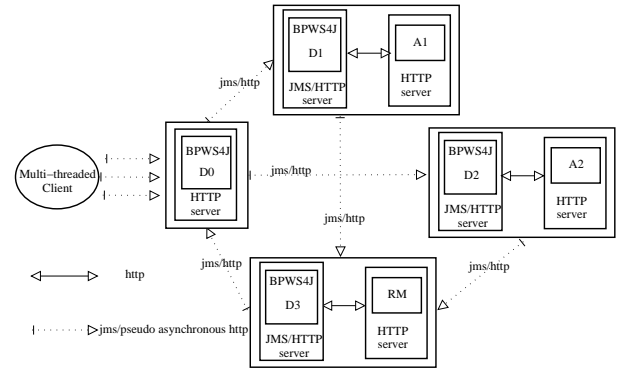 BPWS4J
D1
JMS/HTTP
server
A1
HTTP
server
jms/http
BPWS4J
D0
HTTP
server
Multi−threaded
Client
jms/http
BPWS4J
D2
JMS/HTTP
server
A2
HTTP
server
jms/http
jms/http
jms/http
BPWS4J
D3
JMS/HTTP
server
RM
HTTP
server
http
jms/pseudo asynchronous http